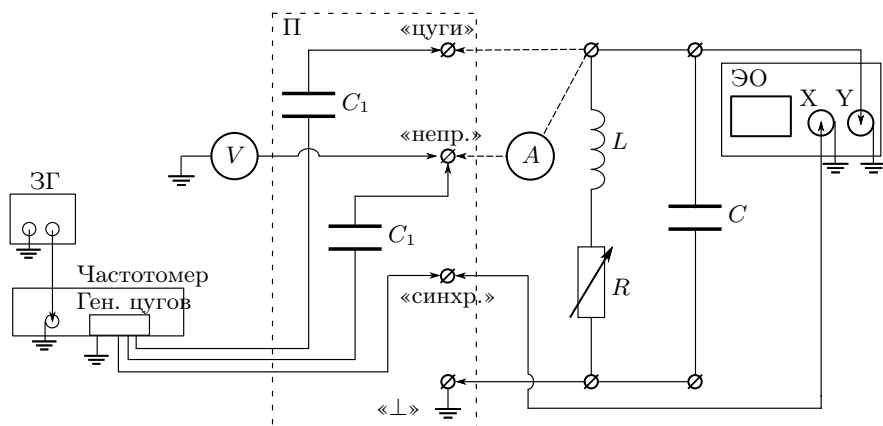 П
«цуги»
ЭО
C₁
X Y
«непр.»
V
A
L
ЗГ
C
C₁
Частотомер
«синхр.»
R
Ген. цугов
«⊥»